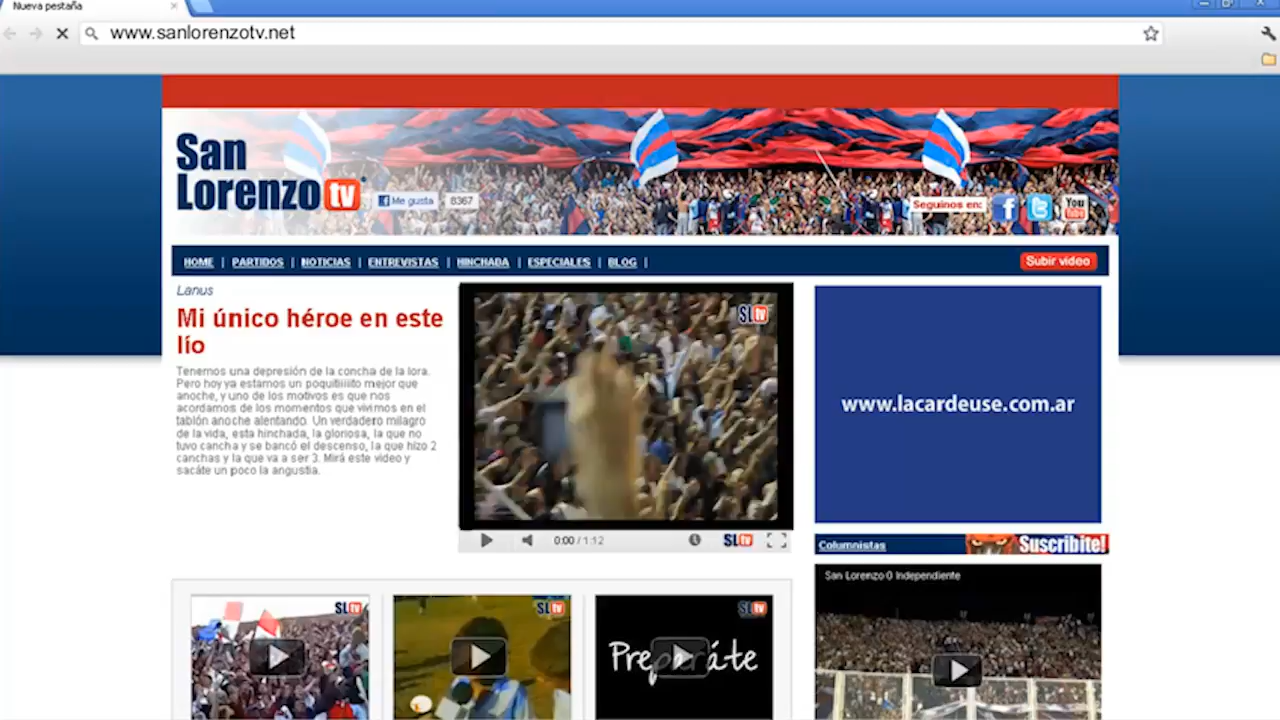 Nueva pestaña
www.sanlorenzotv.net
San
Lorenzo tv
Me gusta 8367
Seguinos en:
You
Tube
HOME | PARTIDOS | NOTICIAS | ENTREVISTAS | HINCHADA | ESPECIALES | BLOG |
Subir video
Lanus
Mi único héroe en este
lío
Tenemos una depresión de la concha de la lora.
Pero hoy ya estamos un poquitiiiiito mejor que
anoche, y uno de los motivos es que nos
acordamos de los momentos que vivimos en el
tablón anoche alentando. Un verdadero milagro
de la vida, esta hinchada, la gloriosa, la que no
tuvo cancha y se bancó el descenso, la que hizo 2
canchas y la que va a ser 3. Mirá este video y
sacáte un poco la angustia.
SLtv
0:00 / 1:12
SLtv
www.lacardeuse.com.ar
Columnistas
Suscribite!
San Lorenzo 0 Independiente
SLtv
SLtv
SLtv
Preparáte